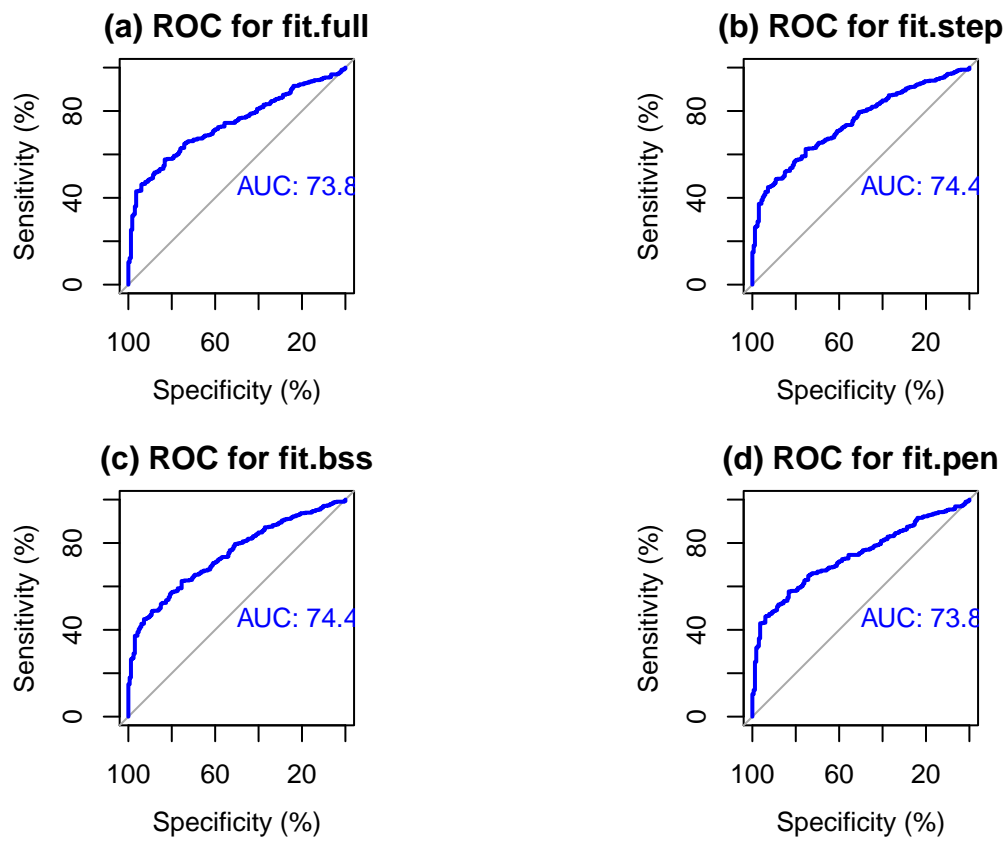 (a) ROC for fit.full
Sensitivity (%)
80
40
0
AUC: 73.8
100 60 20
Specificity (%)
(b) ROC for fit.step
Sensitivity (%)
80
40
0
AUC: 74.4
100 60 20
Specificity (%)
(c) ROC for fit.bss
Sensitivity (%)
80
40
0
AUC: 74.4
100 60 20
Specificity (%)
(d) ROC for fit.pen
Sensitivity (%)
80
40
0
AUC: 73.8
100 60 20
Specificity (%)